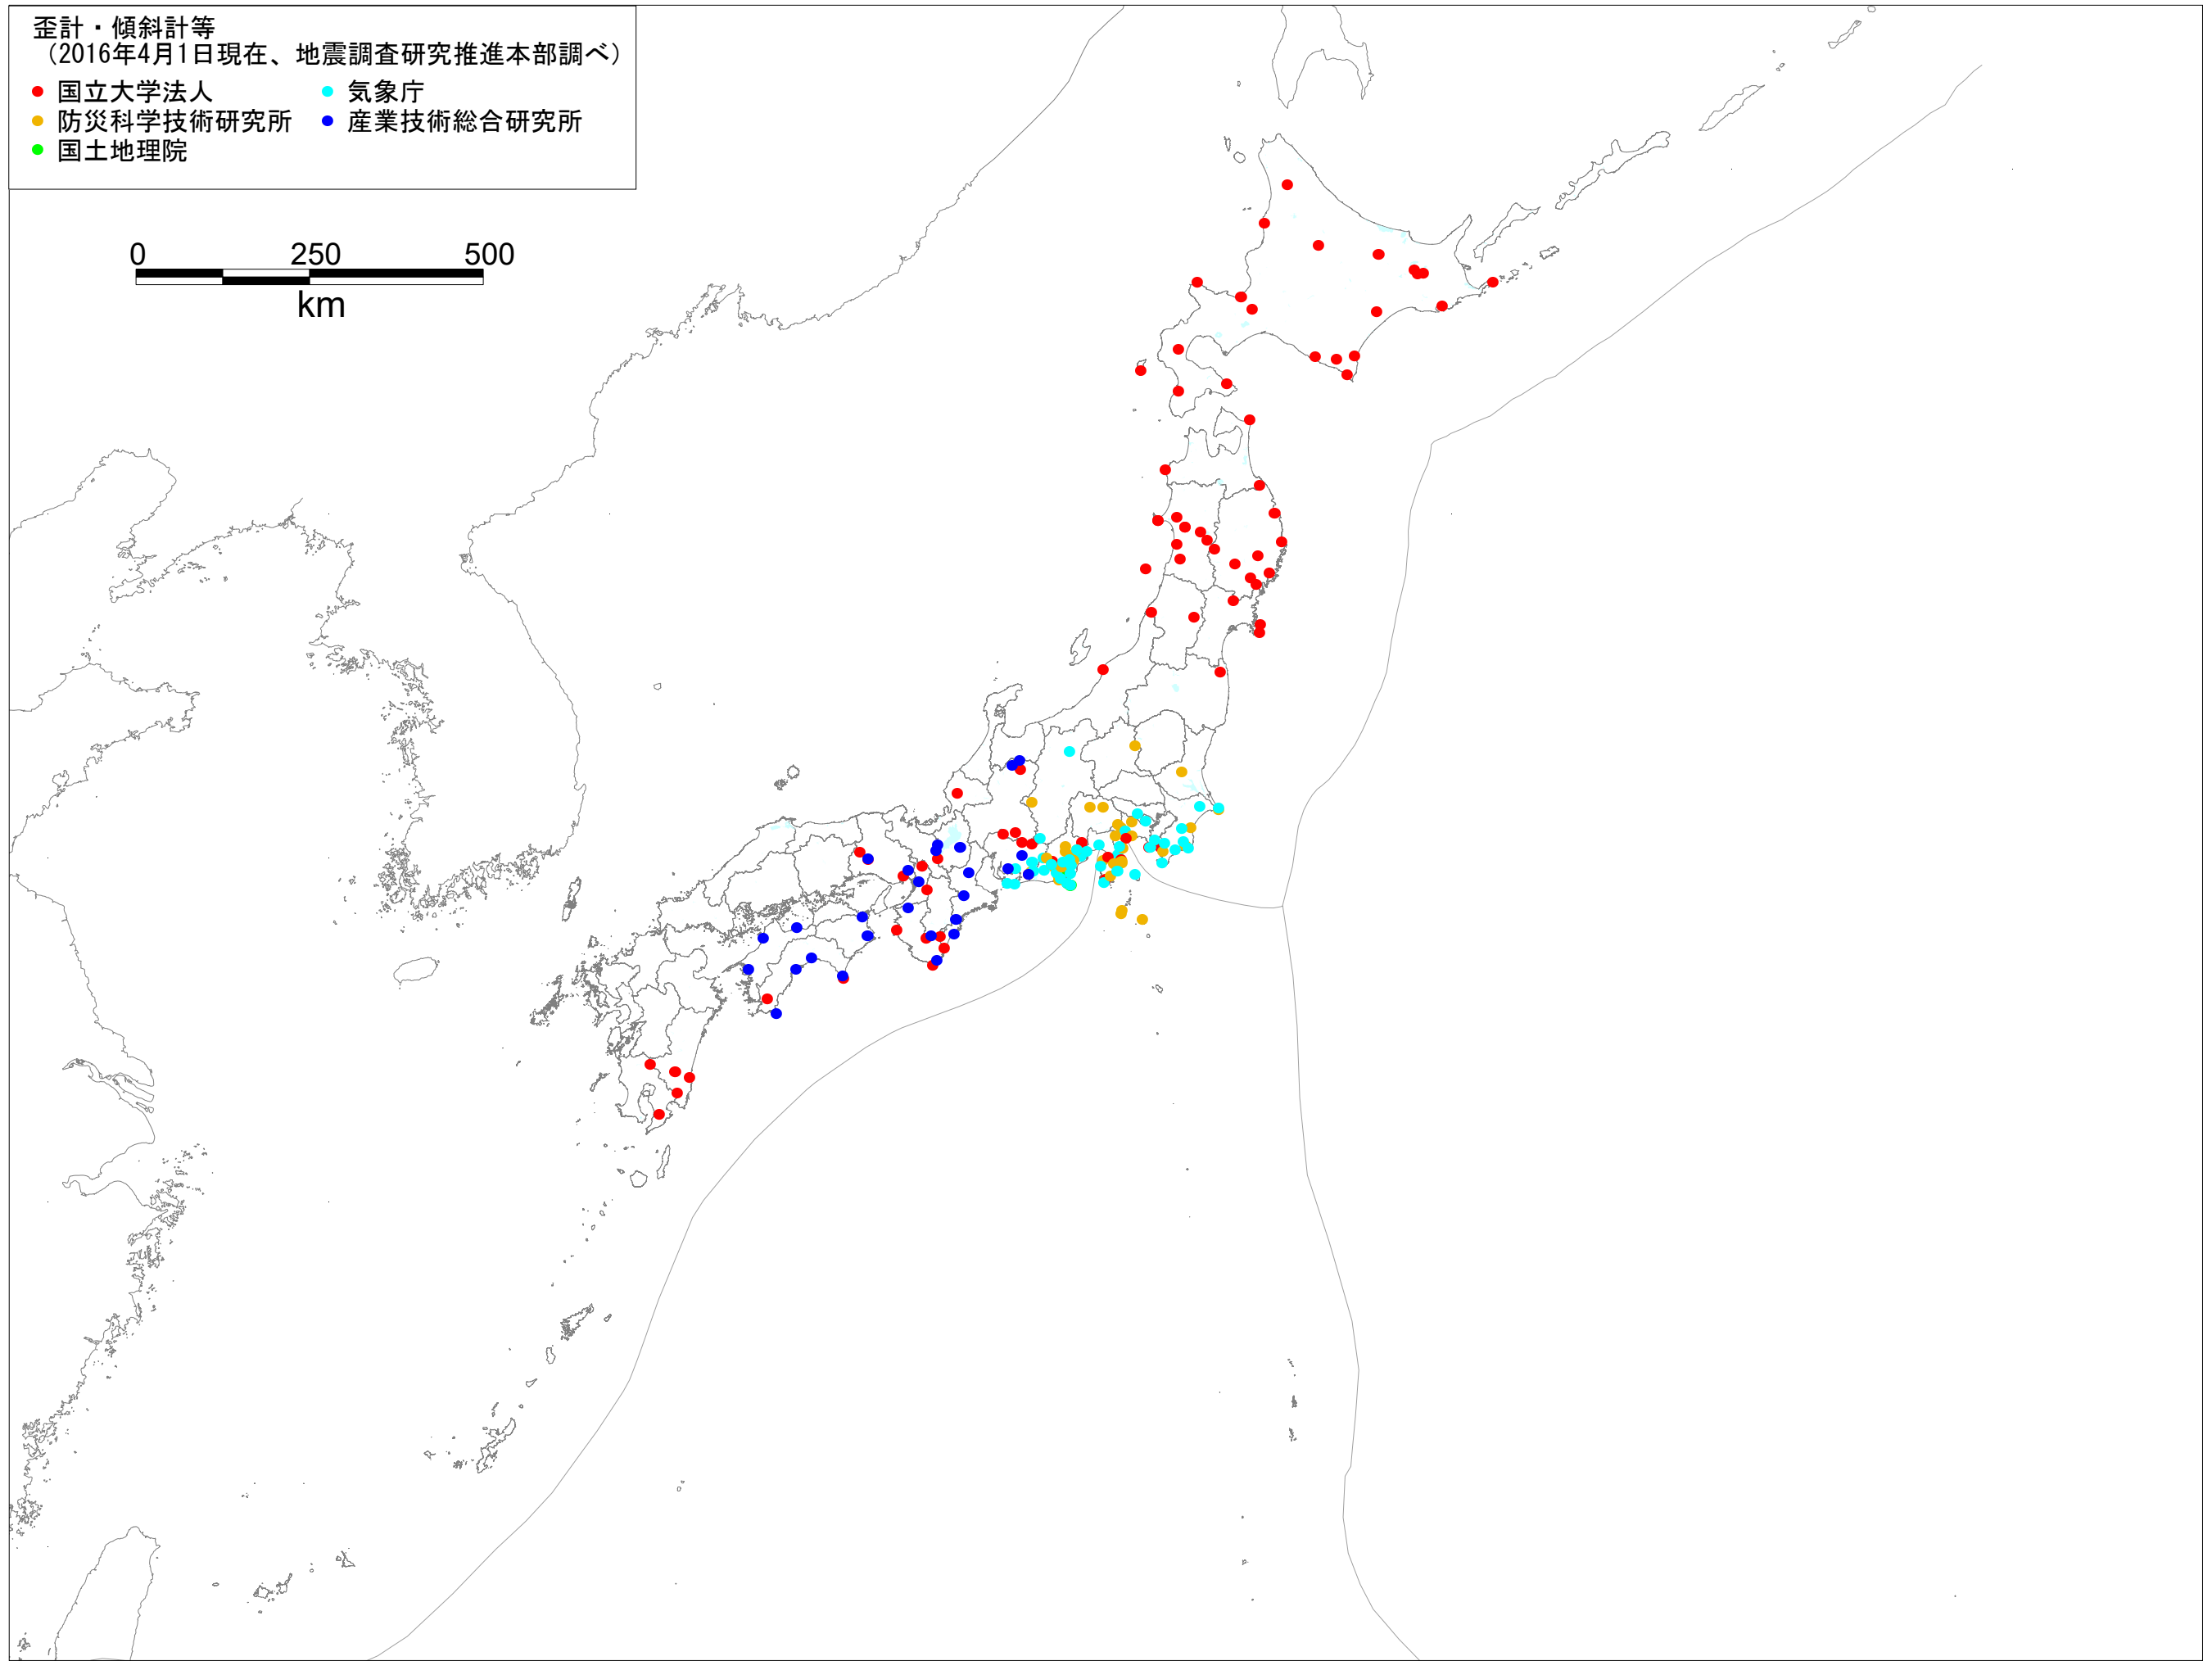 歪計・傾斜計等
(2016年4月1日現在、地震調査研究推進本部調べ)
国立大学法人
気象庁
防災科学技術研究所
産業技術総合研究所
国土地理院
0 250 500
km